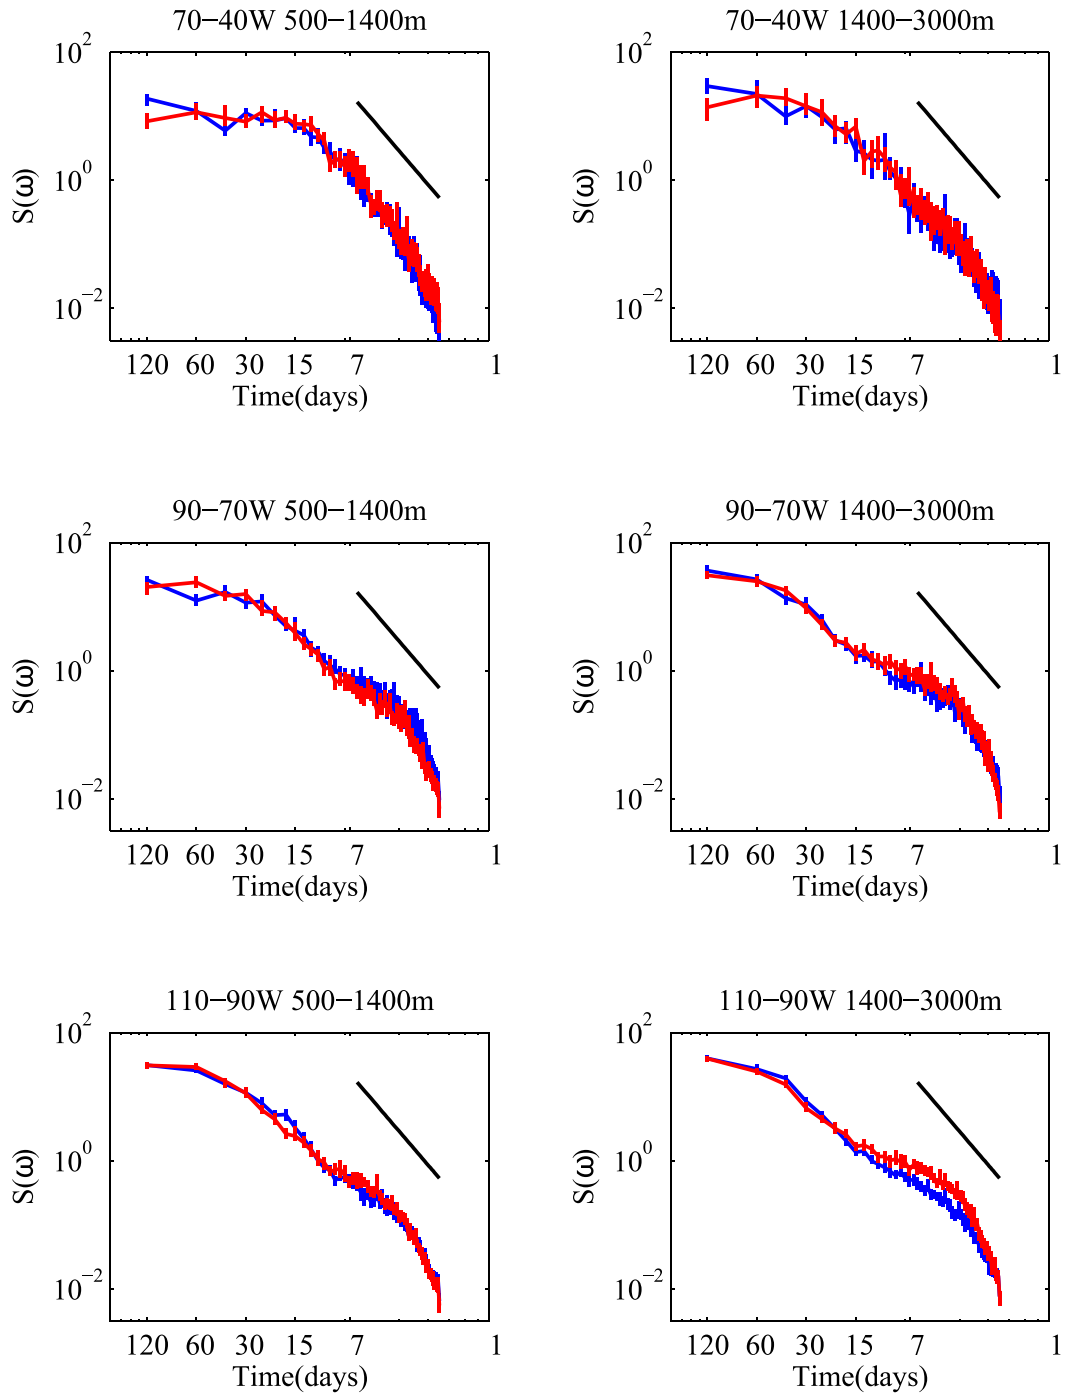 70−40W 500−1400m
10²
10⁰
10⁻²
S(ω)
120 60 30 15 7 1
Time(days)
70−40W 1400−3000m
10²
10⁰
10⁻²
S(ω)
120 60 30 15 7 1
Time(days)
90−70W 500−1400m
10²
10⁰
10⁻²
S(ω)
120 60 30 15 7 1
Time(days)
90−70W 1400−3000m
10²
10⁰
10⁻²
S(ω)
120 60 30 15 7 1
Time(days)
110−90W 500−1400m
10²
10⁰
10⁻²
S(ω)
120 60 30 15 7 1
Time(days)
110−90W 1400−3000m
10²
10⁰
10⁻²
S(ω)
120 60 30 15 7 1
Time(days)